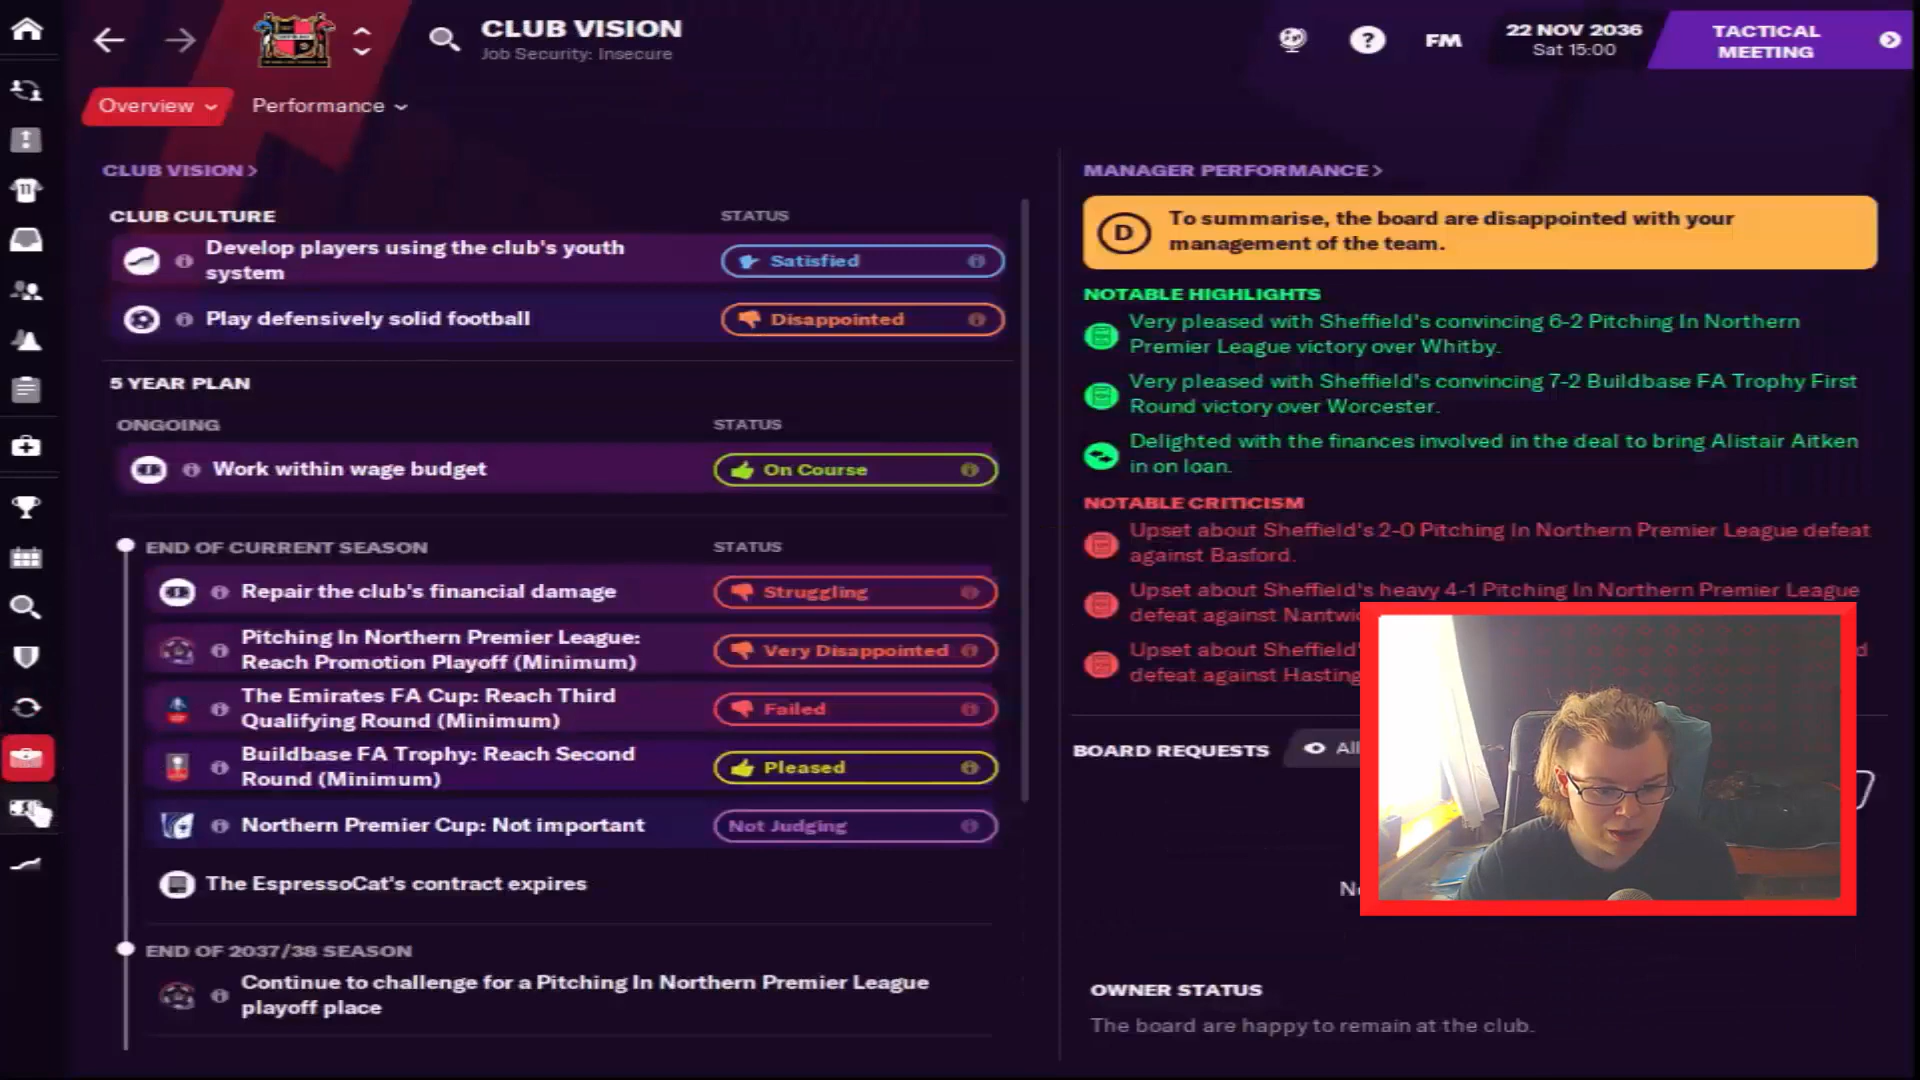 CLUB VISION
Job Security: Insecure
FM
22 NOV 2036
Sat 15:00
TACTICAL
MEETING
Overview
Performance
CLUB VISION >
CLUB CULTURE
STATUS
Develop players using the club's youth
system
Satisfied
Play defensively solid football
Disappointed
5 YEAR PLAN
ONGOING
STATUS
Work within wage budget
On Course
END OF CURRENT SEASON
STATUS
Repair the club's financial damage
Struggling
Pitching In Northern Premier League:
Reach Promotion Playoff (Minimum)
Very Disappointed
The Emirates FA Cup: Reach Third
Qualifying Round (Minimum)
Failed
Buildbase FA Trophy: Reach Second
Round (Minimum)
Pleased
Northern Premier Cup: Not important
Not Judging
The EspressoCat's contract expires
END OF 2037/38 SEASON
Continue to challenge for a Pitching In Northern Premier League
playoff place
MANAGER PERFORMANCE >
D
To summarise, the board are disappointed with your
management of the team.
NOTABLE HIGHLIGHTS
Very pleased with Sheffield's convincing 6-2 Pitching In Northern
Premier League victory over Whitby.
Very pleased with Sheffield's convincing 7-2 Buildbase FA Trophy First
Round victory over Worcester.
Delighted with the finances involved in the deal to bring Alistair Aitken
in on loan.
NOTABLE CRITICISM
Upset about Sheffield's 2-0 Pitching In Northern Premier League defeat
against Basford.
Upset about Sheffield's heavy 4-1 Pitching In Northern Premier League
defeat against
Upset about
defeat against
BOARD REQUESTS
All
OWNER STATUS
The board are happy to remain at the club.